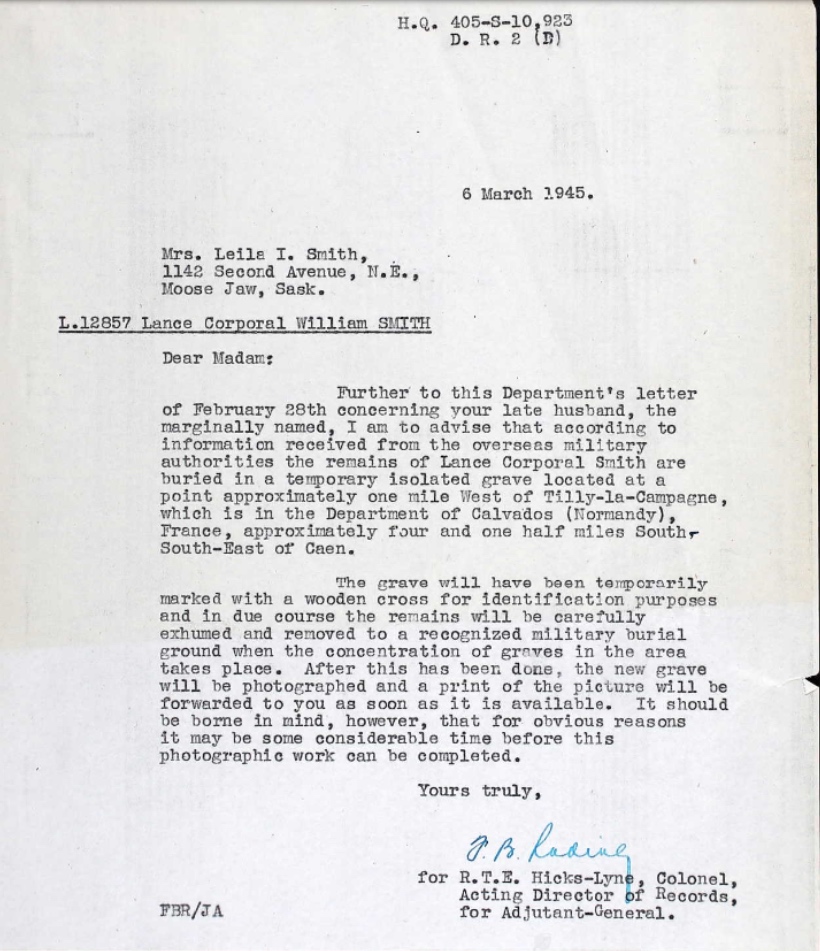 H.Q. 405-S-10,923
D. R. 2 (D)
6 March 1945.
Mrs. Leila I. Smith,
1142 Second Avenue, N.E.,
Moose Jaw, Sask.
L.12857 Lance Corporal William SMITH
Dear Madam:
Further to this Department's letter
of February 28th concerning your late husband, the
marginally named, I am to advise that according to
information received from the overseas military
authorities the remains of Lance Corporal Smith are
buried in a temporary isolated grave located at a
point approximately one mile West of Tilly-la-Campagne,
which is in the Department of Calvados (Normandy),
France, approximately four and one half miles South-
South-East of Caen.
The grave will have been temporarily
marked with a wooden cross for identification purposes
and in due course the remains will be carefully
exhumed and removed to a recognized military burial
ground when the concentration of graves in the area
takes place. After this has been done, the new grave
will be photographed and a print of the picture will be
forwarded to you as soon as it is available. It should
be borne in mind, however, that for obvious reasons
it may be some considerable time before this
photographic work can be completed.
Yours truly,
for R.T.E. Hicks-Lyne, Colonel,
Acting Director of Records,
FBR/JA for Adjutant-General.